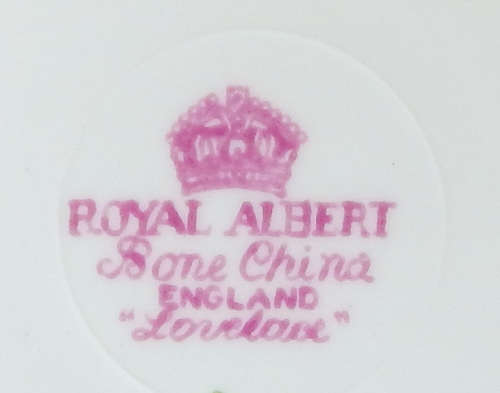 ROYAL ALBERT
Bone China
ENGLAND
"Lovelace"